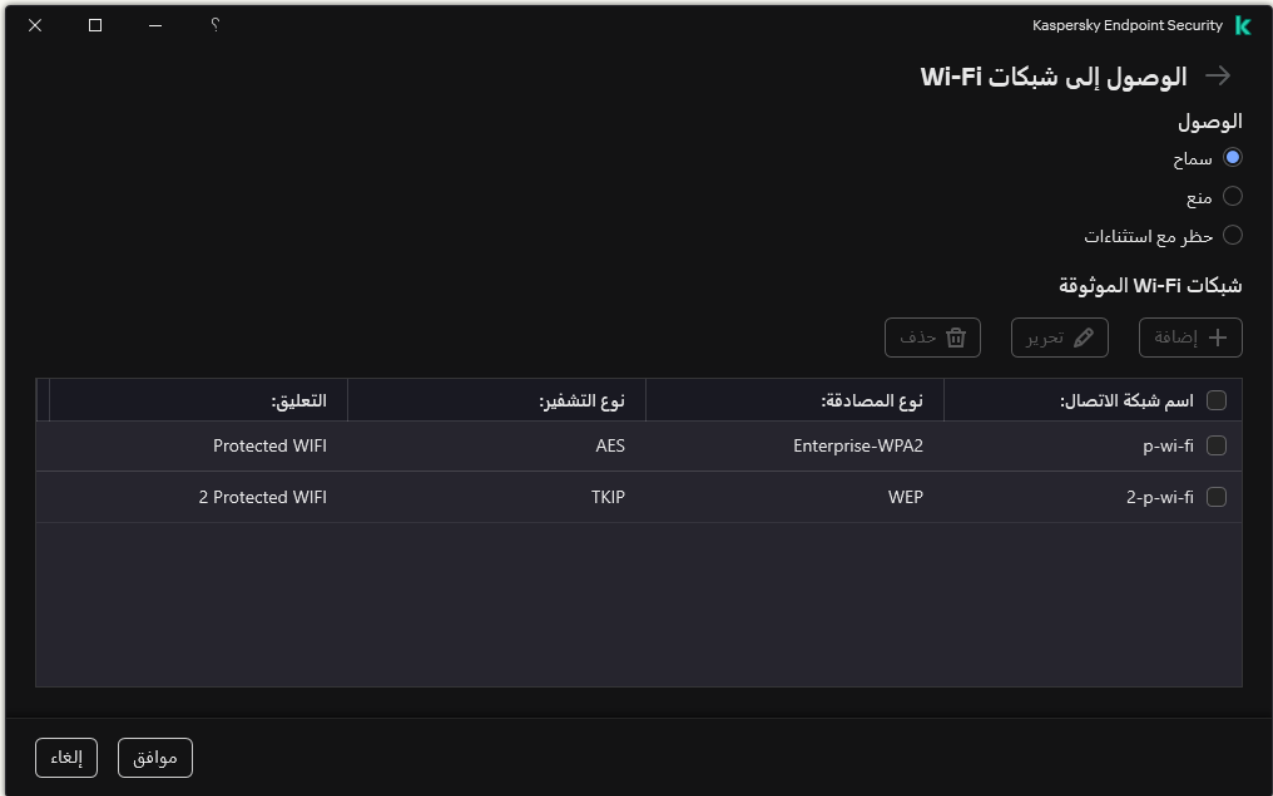 Kaspersky Endpoint Security
الوصول إلى شبكات Wi-Fi
الوصول
سماح
منع
حظر مع استثناءات
شبكات Wi-Fi الموثوقة
إضافة تحرير حذف
اسم شبكة الاتصال: نوع المصادقة: نوع التشفير: التعليق:
p-wi-fi Enterprise-WPA2 AES Protected WIFI
2-p-wi-fi WEP TKIP 2 Protected WIFI
موافق إلغاء